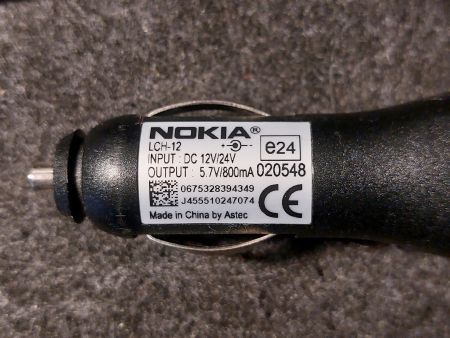 NOKIA®
LCH-12
INPUT : DC 12V/24V
OUTPUT : 5.7V/800mA
e24
020548
0675328394349
J455510247074
Made in China by Astec
CE